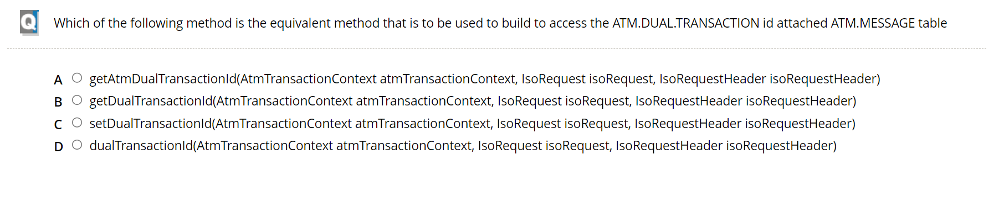 Q Which of the following method is the equivalent method that is to be used to build to access the ATM.DUAL.TRANSACTION id attached ATM.MESSAGE table
A getAtmDualTransactionId(AtmTransactionContext atmTransactionContext, IsoRequest isoRequest, IsoRequestHeader isoRequestHeader)
B getDualTransactionId(AtmTransactionContext atmTransactionContext, IsoRequest isoRequest, IsoRequestHeader isoRequestHeader)
C setDualTransactionId(AtmTransactionContext atmTransactionContext, IsoRequest isoRequest, IsoRequestHeader isoRequestHeader)
D dualTransactionId(AtmTransactionContext atmTransactionContext, IsoRequest isoRequest, IsoRequestHeader isoRequestHeader)